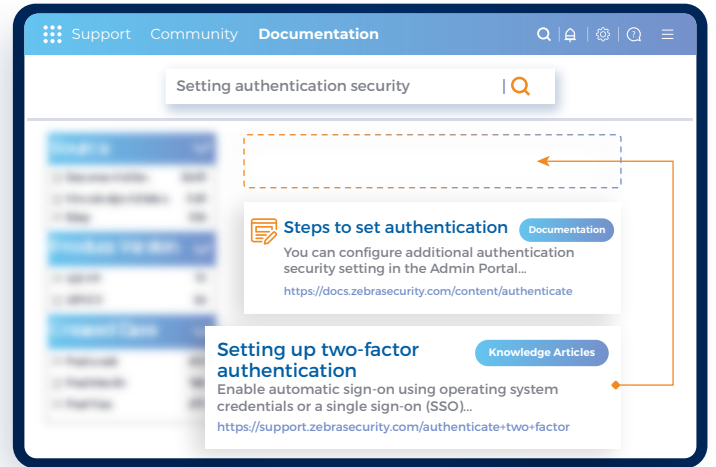 Support Community Documentation
Setting authentication security
Steps to set authentication
Documentation
You can configure additional authentication
security setting in the Admin Portal...
https://docs.zebrasecurity.com/content/authenticate
Setting up two-factor
authentication
Knowledge Articles
Enable automatic sign-on using operating system
credentials or a single sign-on (SSO)...
https://support.zebrasecurity.com/authenticate+two+factor